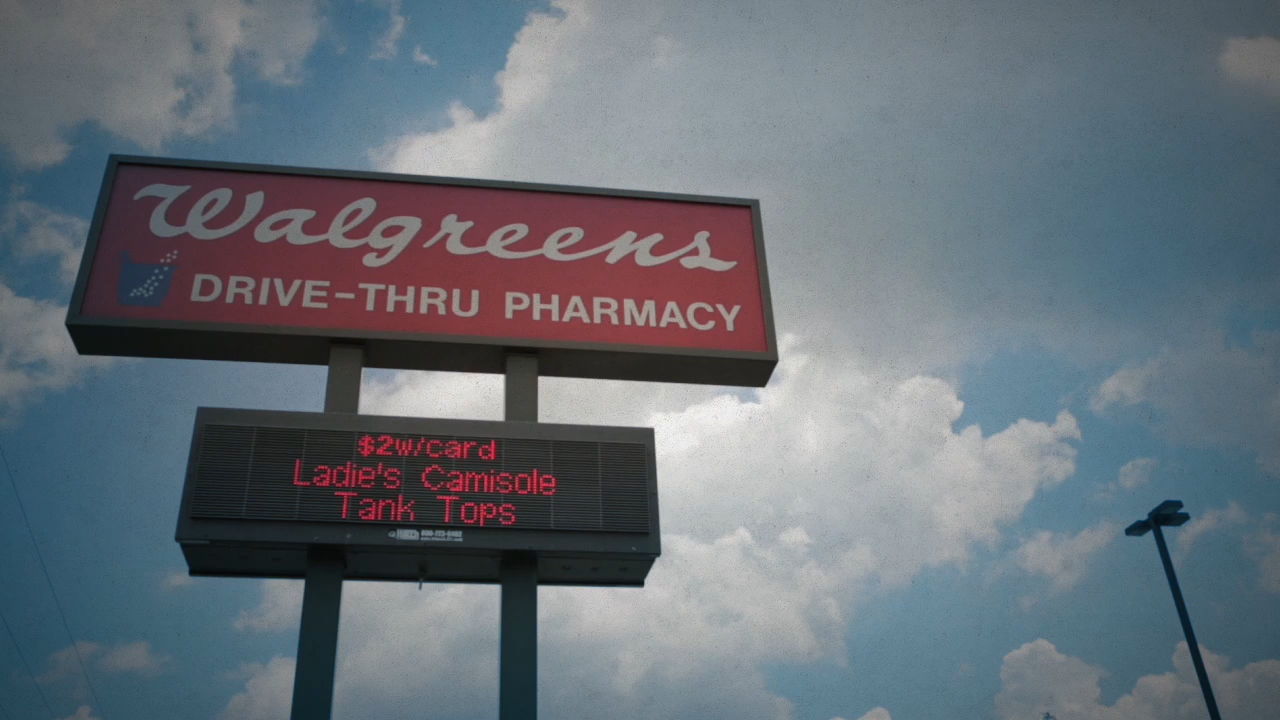 Walgreens
DRIVE-THRU PHARMACY
$2w/card
Ladie's Camisole
Tank Tops